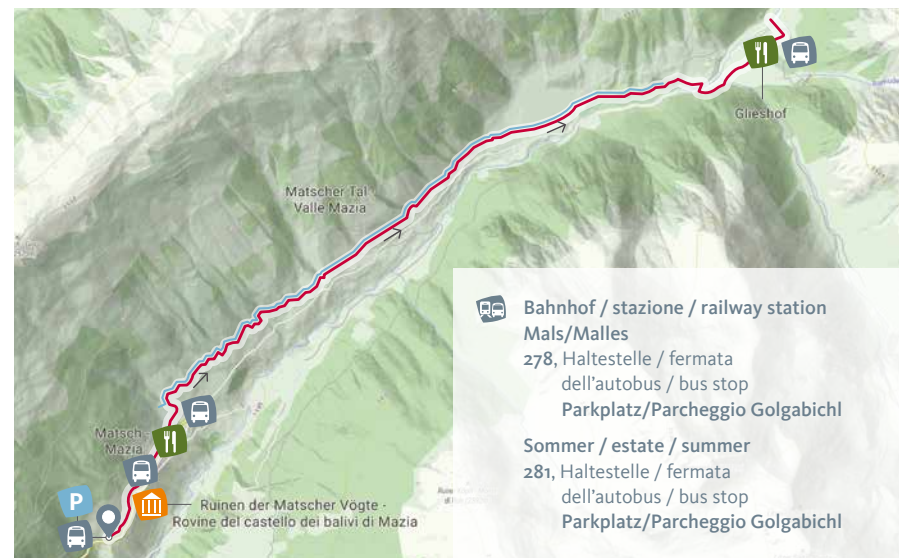 Glieshof
Matscher Tal
Valle Mazia
Bahnhof / stazione / railway station
Mals/Malles
278, Haltestelle / fermata
dell'autobus / bus stop
Parkplatz/Parcheggio Golgabichl
Sommer / estate / summer
281, Haltestelle / fermata
dell'autobus / bus stop
Parkplatz/Parcheggio Golgabichl
Matsch -
Mazia
P
Ruinen der Matscher Vögte -
Rovine del castello dei balivi di Mazia